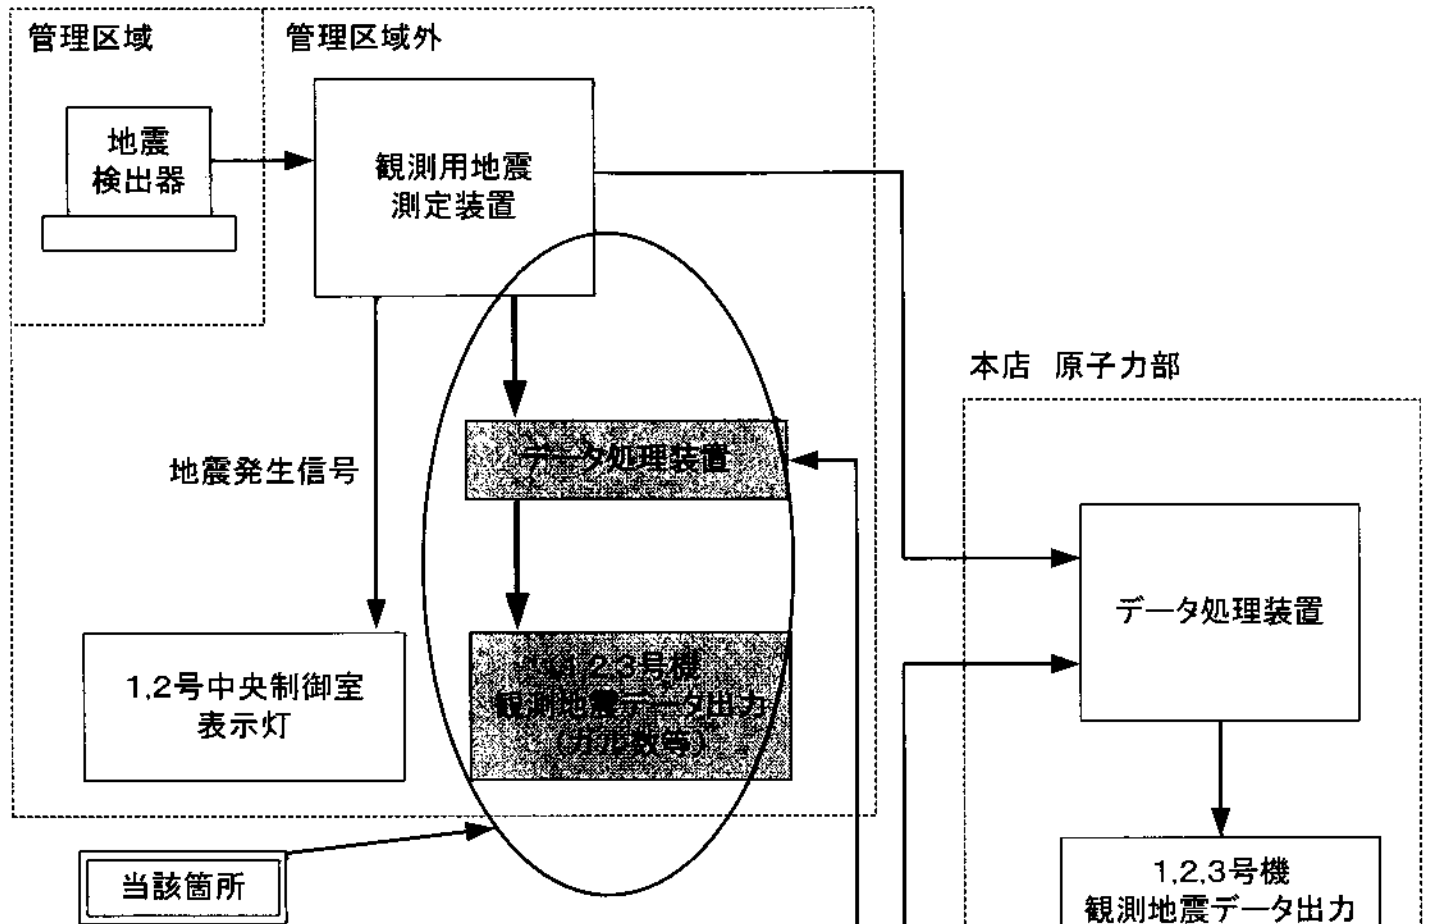 管理区域
管理区域外
地震
検出器
観測用地震
測定装置
本店 原子力部
地震発生信号
データ処理装置
データ処理装置
1,2号中央制御室
表示灯
1,2,3号機
観測地震データ出力
(ガル数等)
当該箇所
1,2,3号機
観測地震データ出力